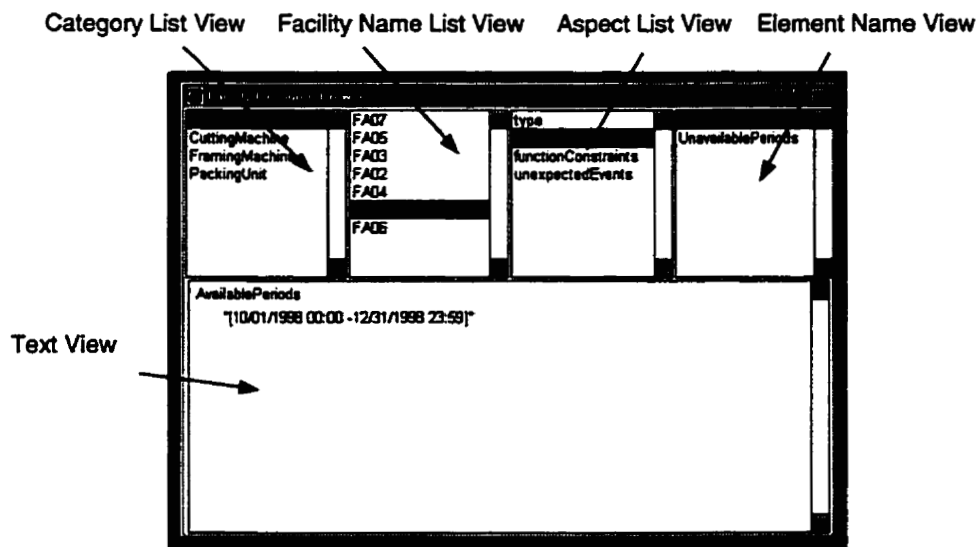 Category List View Facility Name List View Aspect List View Element Name View
CuttingMachine
FramingMachine
PackingUnit
FA07
FA05
FA03
FA02
FA04
FA06
type
functionConstraints
unexpectedEvents
UnavailablePeriods
AvailablePeriods
"[10/01/1998 00:00 -12/31/1998 23:59]"
Text View